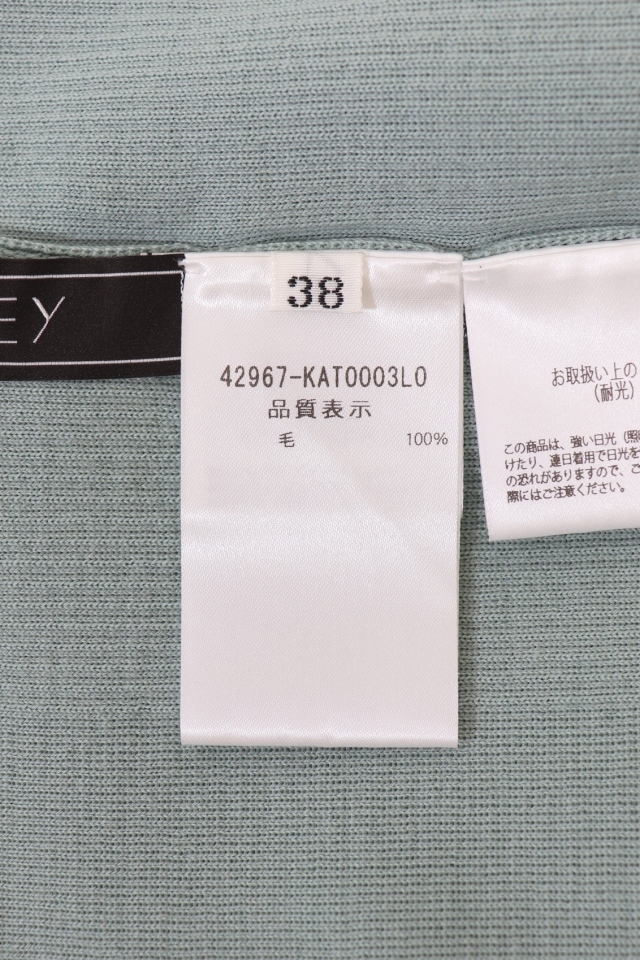 EY
38
42967-KAT0003L0
品質表示
毛 100%
お取扱い上の
(耐光)
この商品は、強い日光(照
けたり、連日着用で日光を
の恐れがありますので、ご
際にはご注意ください。